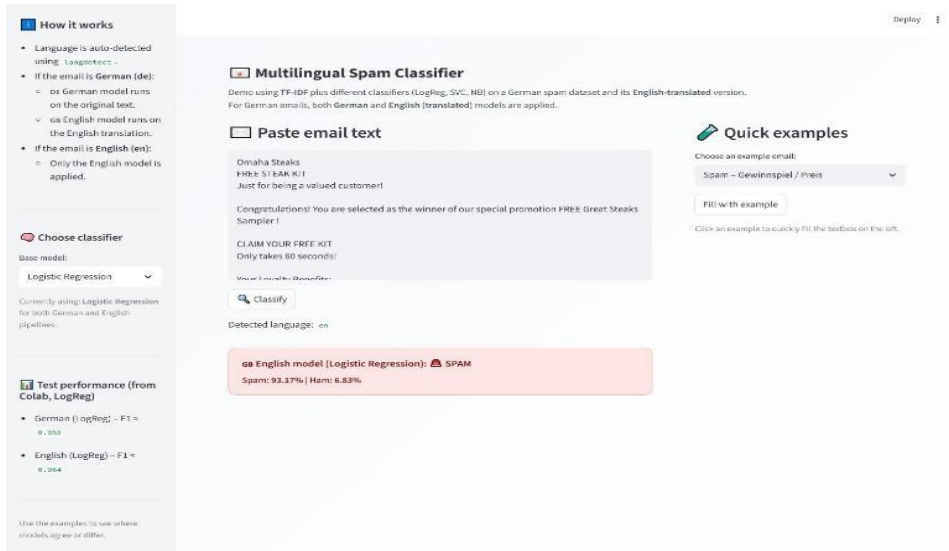 How it works
Language is auto-detected
using langdetect.
If the email is German (de):
DE German model runs
on the original text.
GB English model runs on
the English translation.
If the email is English (en):
Only the English model is
applied.
Choose classifier
Base model:
Logistic Regression
Currently using: Logistic Regression
for both German and English
pipelines.
Test performance (from
Colab, LogReg)
German (LogReg) – F1 ≈
English (LogReg) – F1 ≈
Use the examples to see where
models agree or differ.
Deploy
Multilingual Spam Classifier
Demo using TF-IDF plus different classifiers (LogReg, SVC, NB) on a German spam dataset and its English-translated version.
For German emails, both German and English (translated) models are applied.
Paste email text
Omaha Steaks
FREE STEAK KIT
Just for being a valued customer!
Congratulations! You are selected as the winner of our special promotion FREE Great Steaks
Sampler !
CLAIM YOUR FREE KIT
Only takes 60 seconds!
Your Loyalty Benefits:
Classify
Detected language: en
GB English model (Logistic Regression): SPAM
Spam: 93.17% | Ham: 6.83%
Quick examples
Choose an example email:
Spam – Gewinnspiel / Preis
Fill with example
Click an example to quickly fill the textbox on the left.